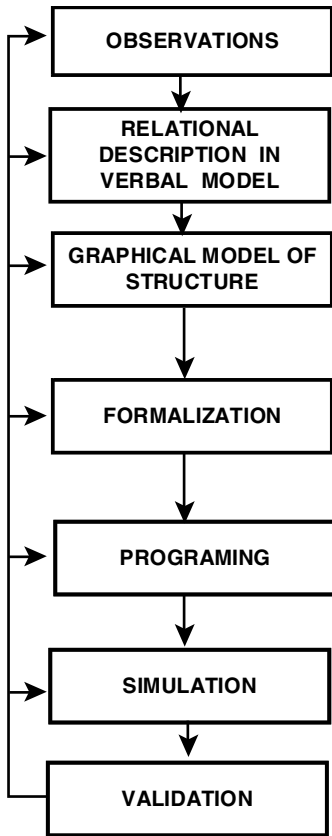 OBSERVATIONS
RELATIONAL
DESCRIPTION IN
VERBAL MODEL
GRAPHICAL MODEL OF
STRUCTURE
FORMALIZATION
PROGRAMING
SIMULATION
VALIDATION